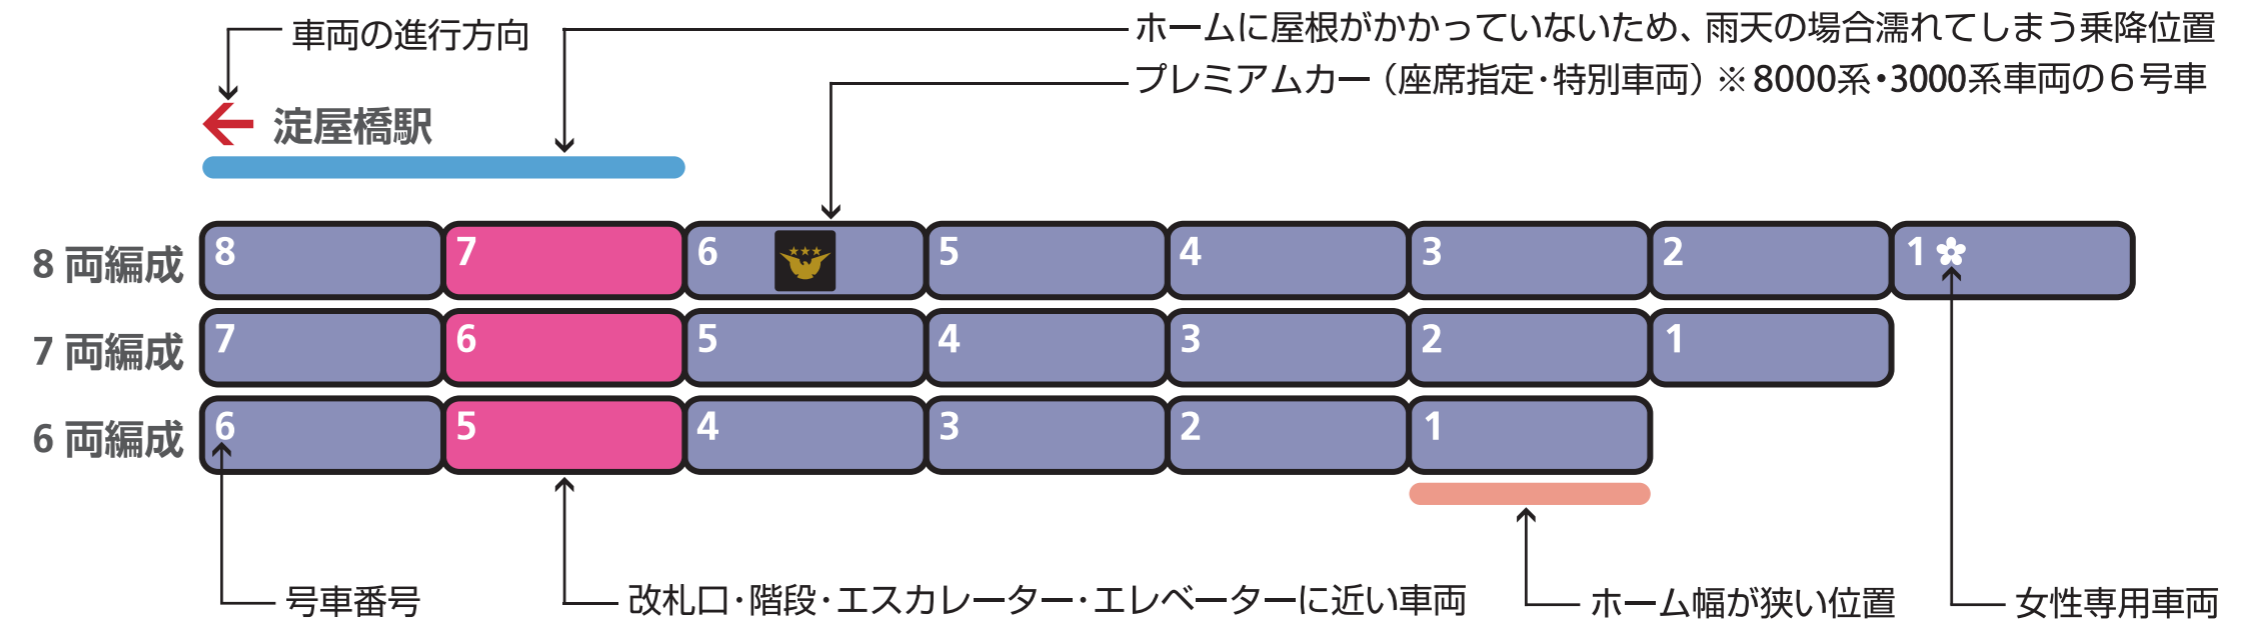 車両の進行方向
ホームに屋根がかかっていないため、雨天の場合濡れてしまう乗降位置
プレミアムカー（座席指定・特別車両）※8000系・3000系車両の６号車
淀屋橋駅
8 両編成 8 7 6 5 4 3 2 1
7 両編成 7 6 5 4 3 2 1
6 両編成 6 5 4 3 2 1
号車番号
改札口・階段・エスカレーター・エレベーターに近い車両
ホーム幅が狭い位置
女性専用車両